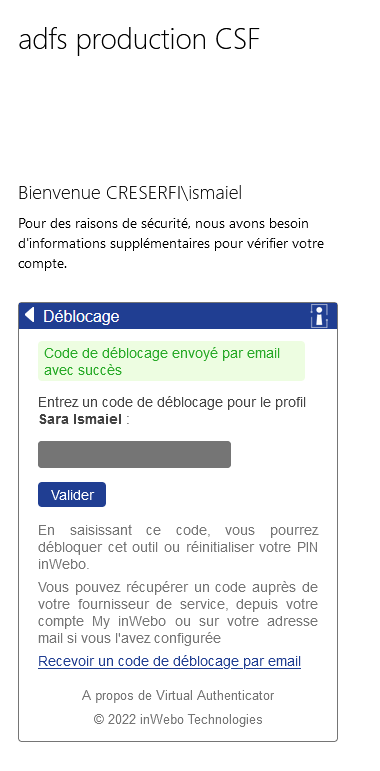 adfs production CSF
Bienvenue CRESERFI\ismaiel
Pour des raisons de sécurité, nous avons besoin
d'informations supplémentaires pour vérifier votre
compte.
Déblocage
Code de déblocage envoyé par email
avec succès
Entrez un code de déblocage pour le profil
Sara Ismaiel :
Valider
En saisissant ce code, vous pourrez
débloquer cet outil ou réinitialiser votre PIN
inWebo.
Vous pouvez récupérer un code auprès de
votre fournisseur de service, depuis votre
compte My inWebo ou sur votre adresse
mail si vous l'avez configurée
Recevoir un code de déblocage par email
A propos de Virtual Authenticator
© 2022 inWebo Technologies